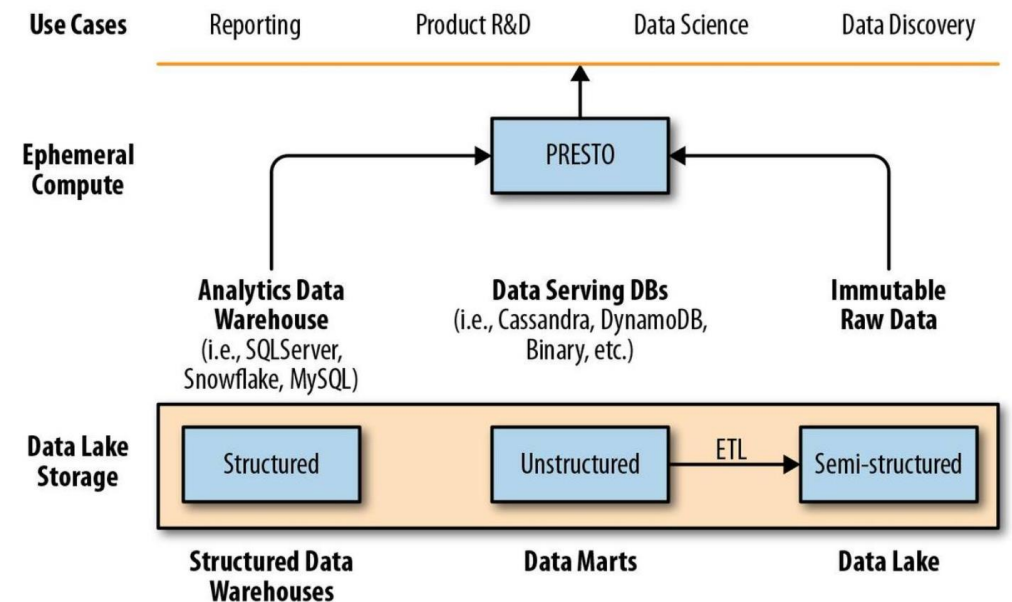 Use Cases Reporting Product R&D Data Science Data Discovery
Ephemeral
Compute
PRESTO
Analytics Data
Warehouse
(i.e., SQLServer,
Snowflake, MySQL)
Data Serving DBs
(i.e., Cassandra, DynamoDB,
Binary, etc.)
Immutable
Raw Data
Data Lake
Storage
Structured
Unstructured
ETL
Semi-structured
Structured Data
Warehouses
Data Marts
Data Lake